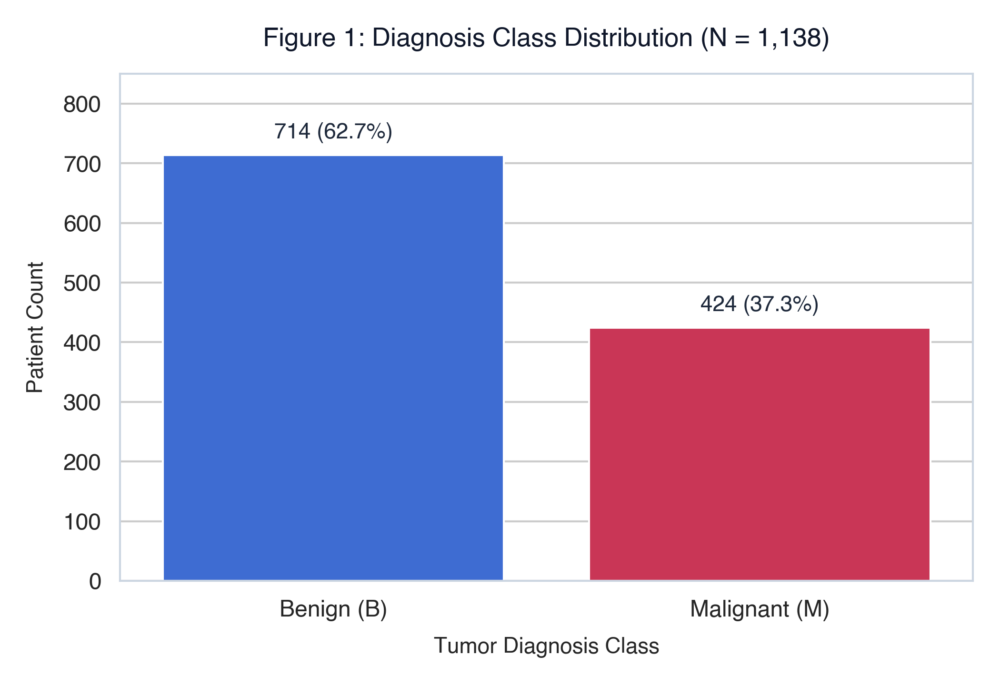 Figure 1: Diagnosis Class Distribution (N = 1,138)
800
700
600
500
400
300
200
100
0
Patient Count
714 (62.7%)
424 (37.3%)
Benign (B)
Malignant (M)
Tumor Diagnosis Class